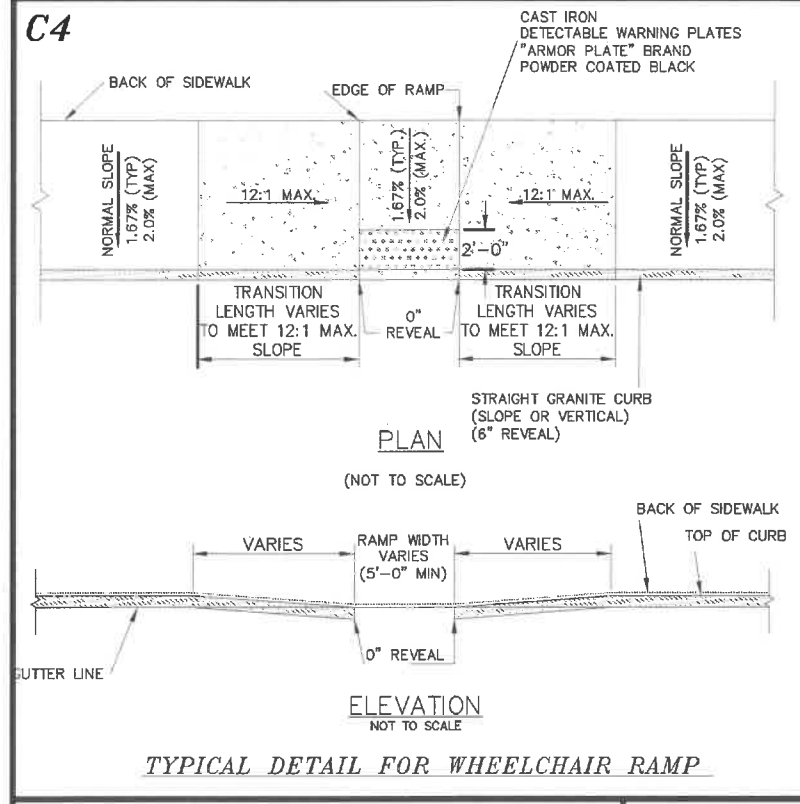 C4
CAST IRON
DETECTABLE WARNING PLATES
"ARMOR PLATE" BRAND
POWDER COATED BLACK
BACK OF SIDEWALK
EDGE OF RAMP
NORMAL SLOPE
1.67% (TYP)
2.0% (MAX)
12:1 MAX.
1.67% (TYP.)
2.0% (MAX.)
12:1 MAX.
NORMAL SLOPE
1.67% (TYP)
2.0% (MAX)
2'-0"
TRANSITION
LENGTH VARIES
TO MEET 12:1 MAX.
SLOPE
0"
REVEAL
TRANSITION
LENGTH VARIES
TO MEET 12:1 MAX.
SLOPE
STRAIGHT GRANITE CURB
(SLOPE OR VERTICAL)
(6" REVEAL)
PLAN
(NOT TO SCALE)
BACK OF SIDEWALK
TOP OF CURB
VARIES
RAMP WIDTH
VARIES
(5'-0" MIN)
VARIES
0" REVEAL
GUTTER LINE
ELEVATION
NOT TO SCALE
TYPICAL DETAIL FOR WHEELCHAIR RAMP